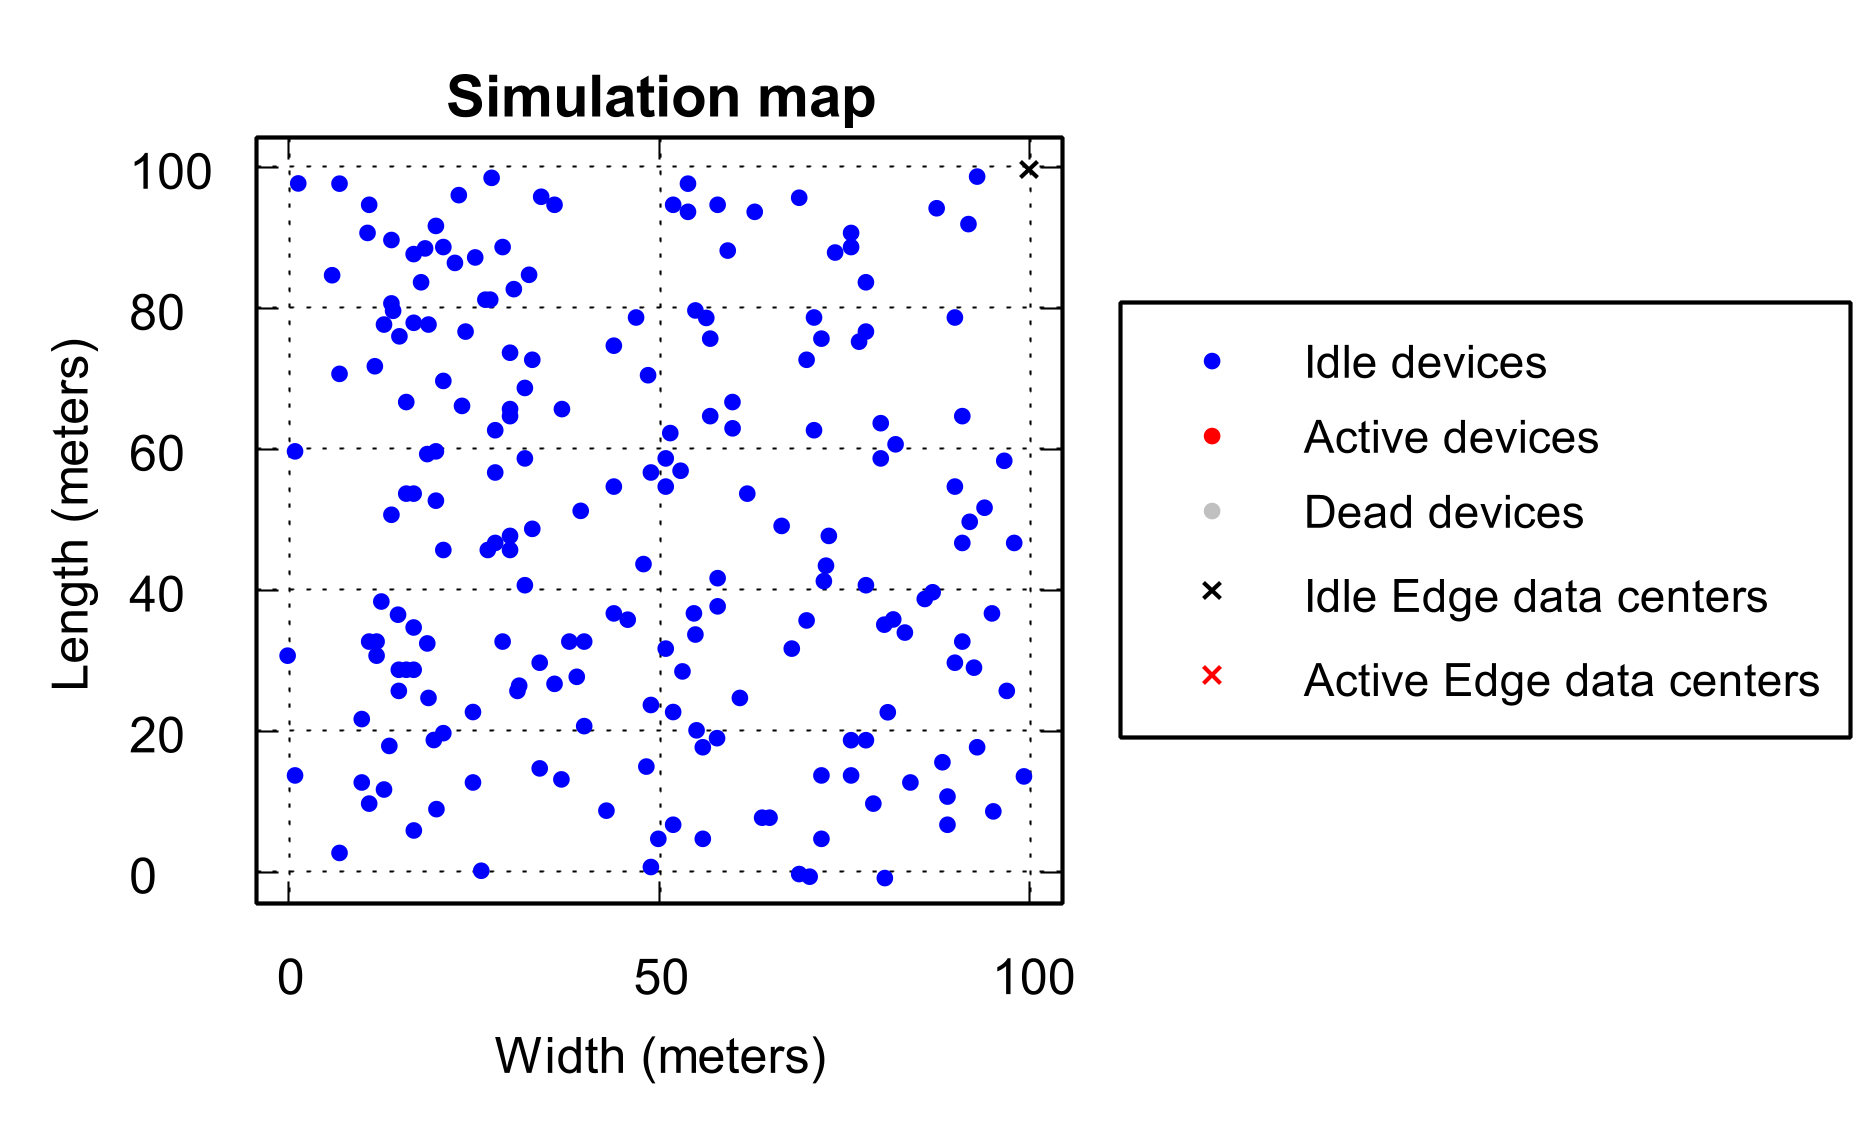 Simulation map
100
80
60
40
20
0
Length (meters)
0 50 100
Width (meters)
Idle devices
Active devices
Dead devices
Idle Edge data centers
Active Edge data centers